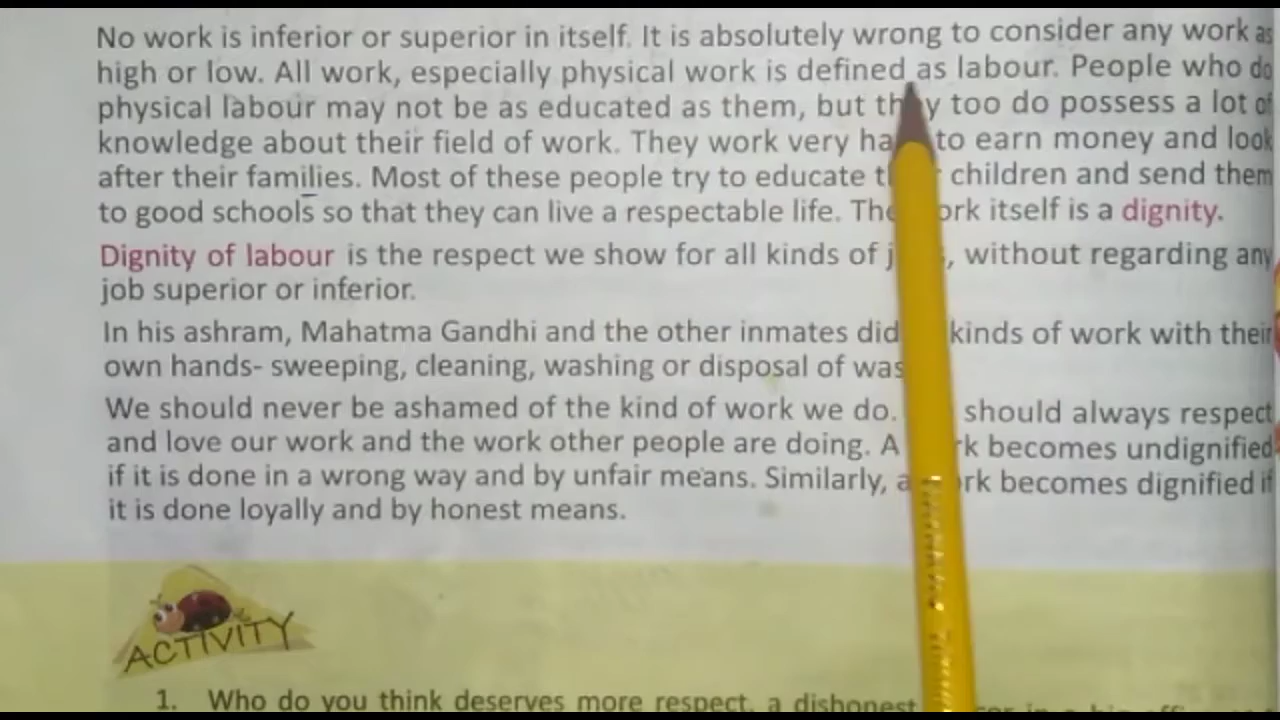 No work is inferior or superior in itself. It is absolutely wrong to consider any work as
high or low. All work, especially physical work is defined as labour. People who do
physical labour may not be as educated as them, but they too do possess a lot of
knowledge about their field of work. They work very to earn money and look
after their families. Most of these people try to educate children and send them
to good schools so that they can live a respectable life. itself is a dignity.
Dignity of labour is the respect we show for all kinds of without regarding any
job superior or inferior.
In his ashram, Mahatma Gandhi and the other inmates did kinds of work with their
own hands- sweeping, cleaning, washing or disposal of
We should never be ashamed of the kind of work we do. should always respect
and love our work and the work other people are doing. A becomes undignified
if it is done in a wrong way and by unfair means. Similarly, becomes dignified if
it is done loyally and by honest means.
ACTIVITY
1. Who do you think deserves more respect, a dishonest